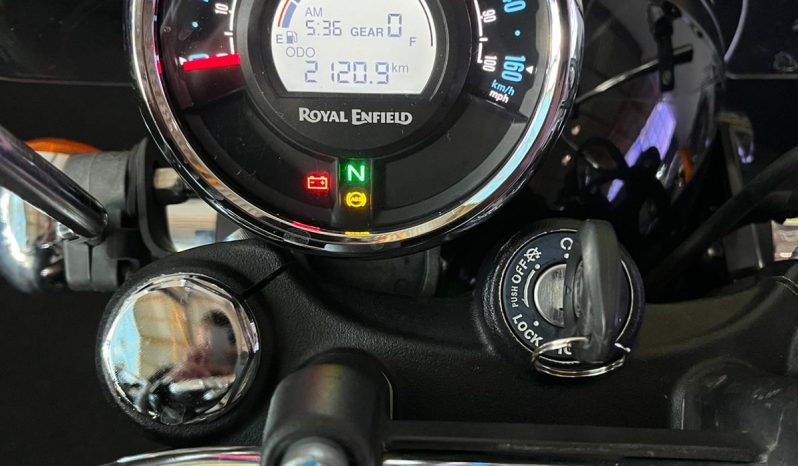 AM
5:36 GEAR 0
E F
ODO
2120.9 km
80
90
100
160
km/h
mph
ROYAL ENFIELD
N
ABS
OFF
PUSH
LOCK